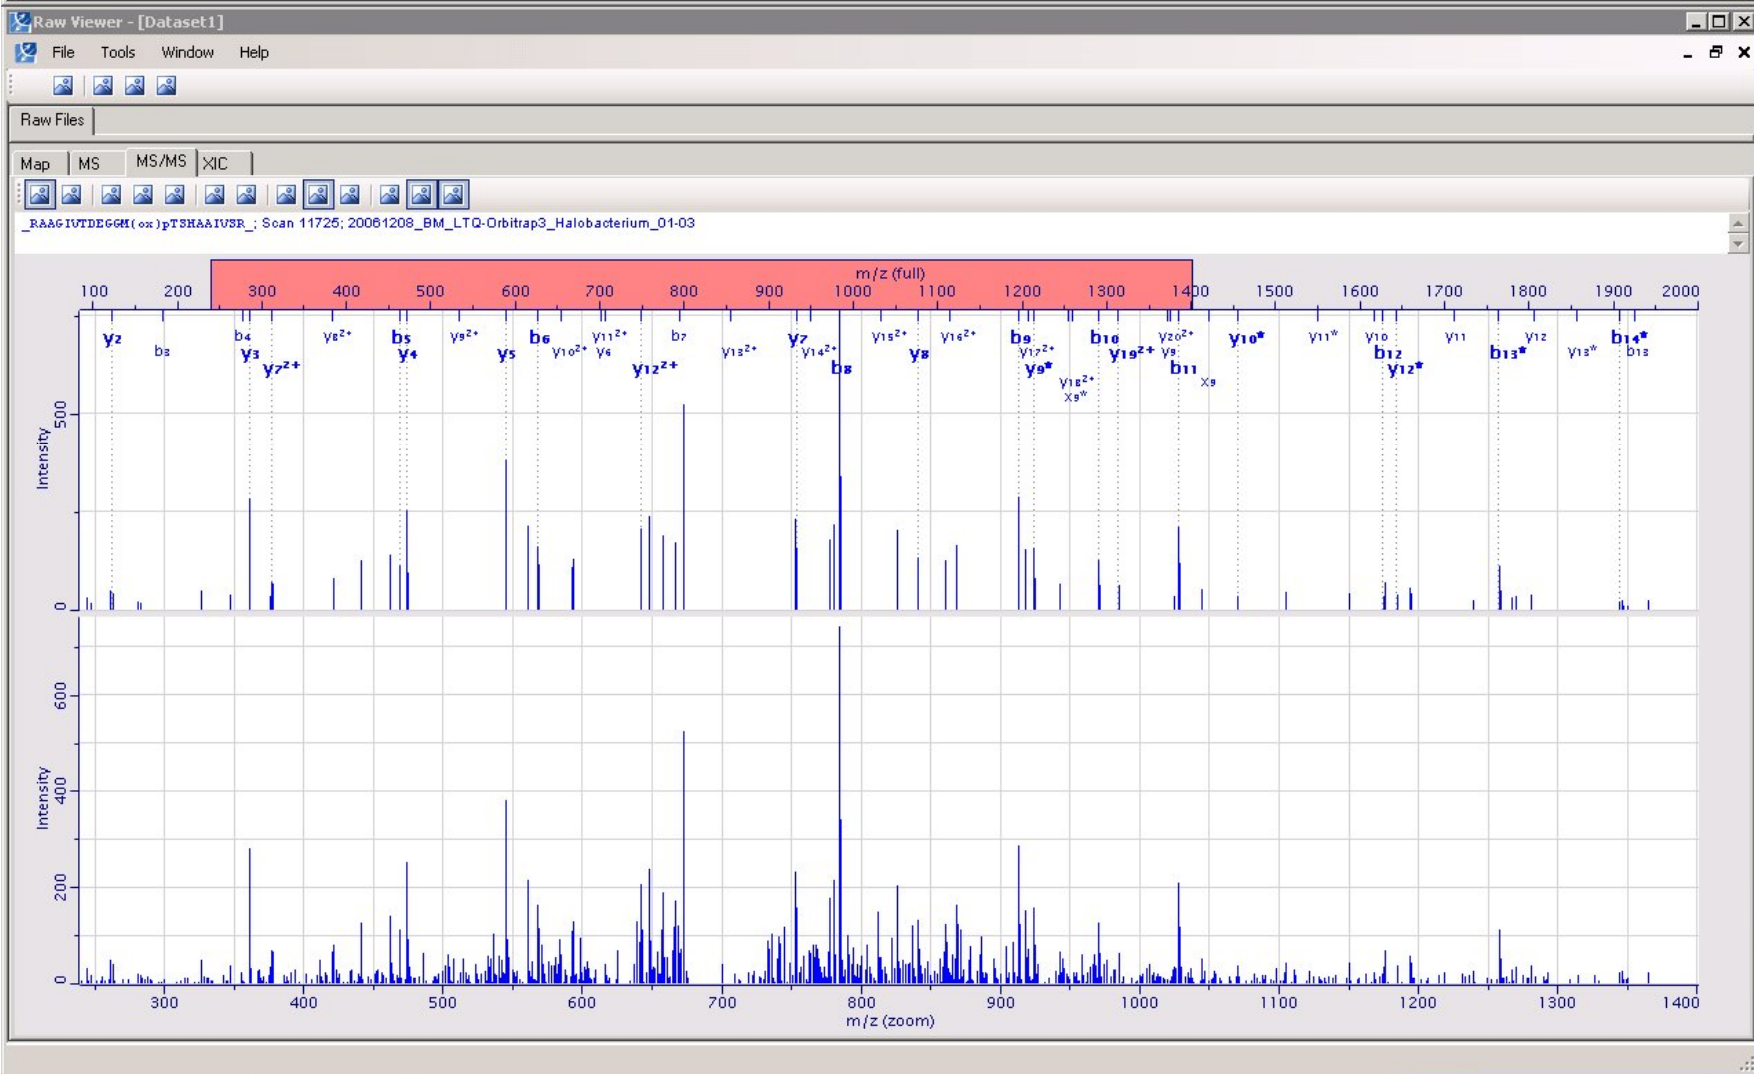 Raw Viewer - [Dataset1]
File Tools Window Help
Raw Files
Map MS MS/MS XIC
_RAAGIVTDEGGM(ox)pTSHAAIVSR_; Scan 11725; 20061208_BM_LTQ-Orbitrap3_Halobacterium_01-03
m/z (full)
100 200 300 400 500 600 700 800 900 1000 1100 1200 1300 1400 1500 1600 1700 1800 1900 2000
y2 b4 y8²⁺ b5 y9²⁺ b6 y11²⁺ b7 y7 y15²⁺ y16²⁺ b9 b10 y20²⁺ y10* y11* y10 y11 y12 b14*
b3 y3 y4 y5 y10²⁺ y6 y13²⁺ y14²⁺ y8 y17²⁺ y19²⁺ y9 b12 b13* y13* b13
y7²⁺ y12²⁺ b8 y9* b11 y12*
y18²⁺ x9
x9*
Intensity
500
0
Intensity
600
400
200
0
300 400 500 600 700 800 900 1000 1100 1200 1300 1400
m/z (zoom)